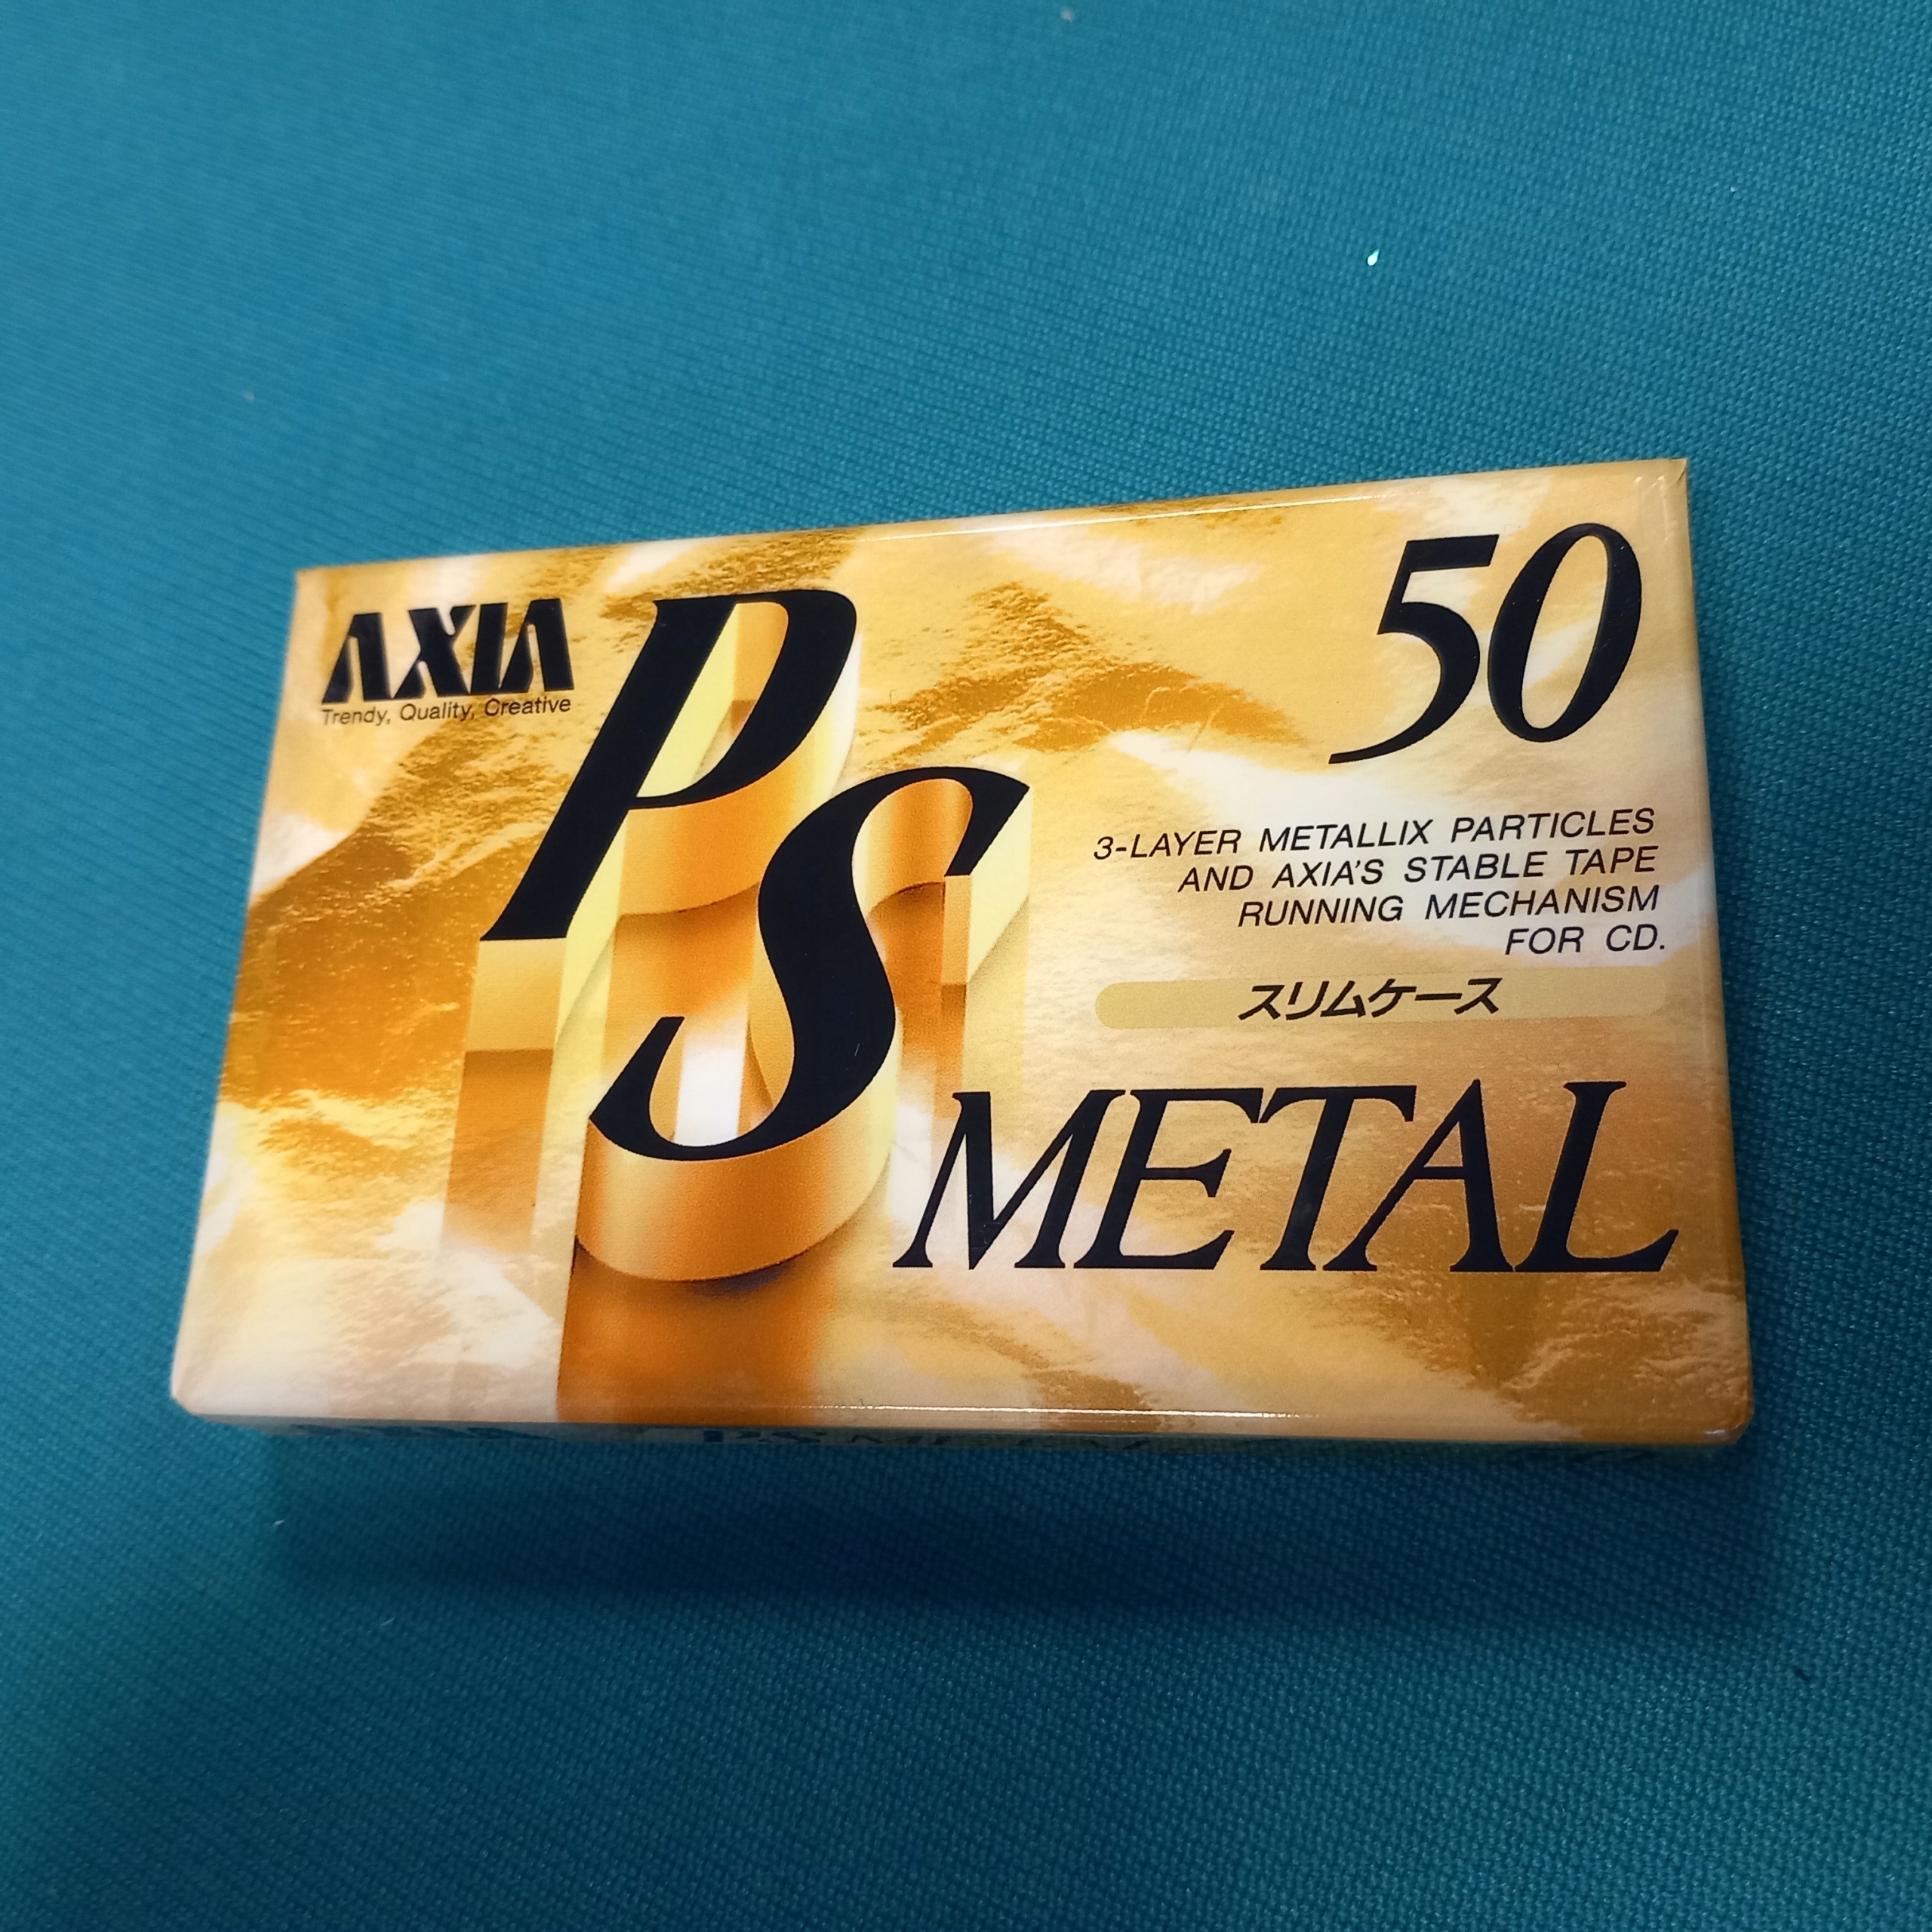 AXIA
Trendy, Quality, Creative
PS
50
3-LAYER METALLIX PARTICLES
AND AXIA'S STABLE TAPE
RUNNING MECHANISM
FOR CD.
スリムケース
METAL